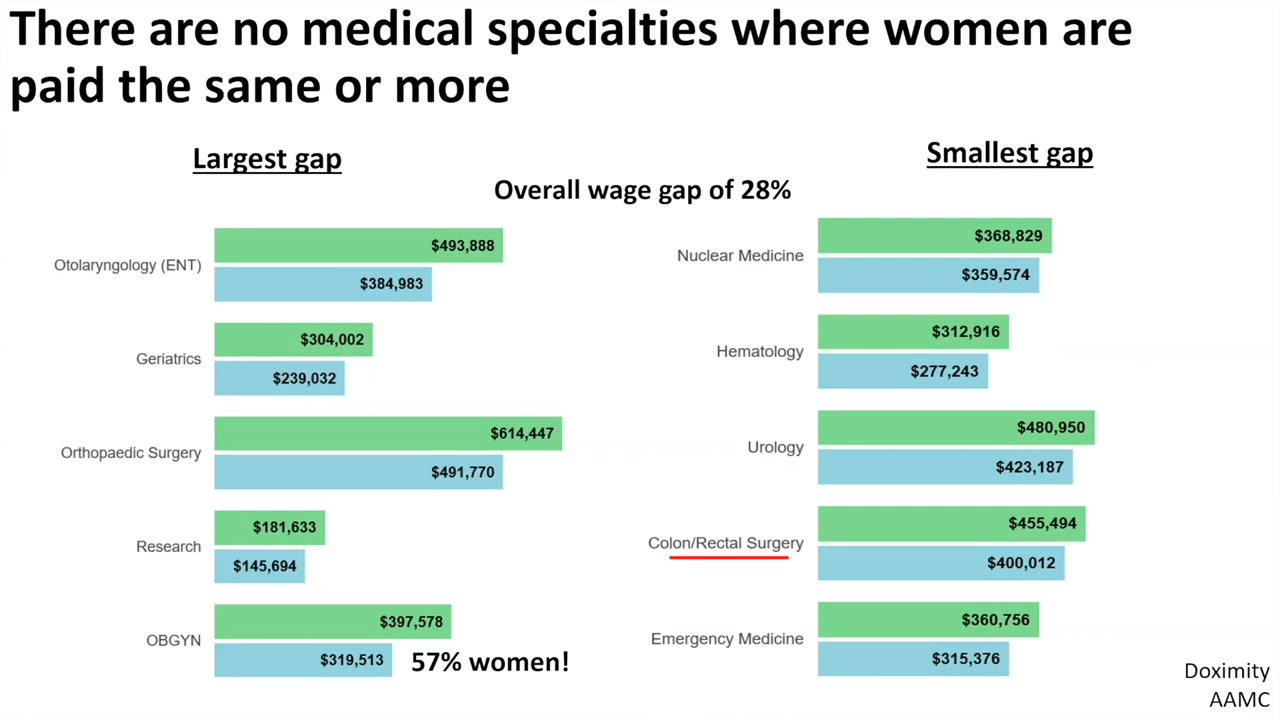 There are no medical specialties where women are
paid the same or more
Largest gap
Smallest gap
Overall wage gap of 28%
Otolaryngology (ENT)
$493,888
$384,983
Geriatrics
$304,002
$239,032
Orthopaedic Surgery
$614,447
$491,770
Research
$181,633
$145,694
OBGYN
$397,578
$319,513
57% women!
Nuclear Medicine
$368,829
$359,574
Hematology
$312,916
$277,243
Urology
$480,950
$423,187
Colon/Rectal Surgery
$455,494
$400,012
Emergency Medicine
$360,756
$315,376
Doximity
AAMC